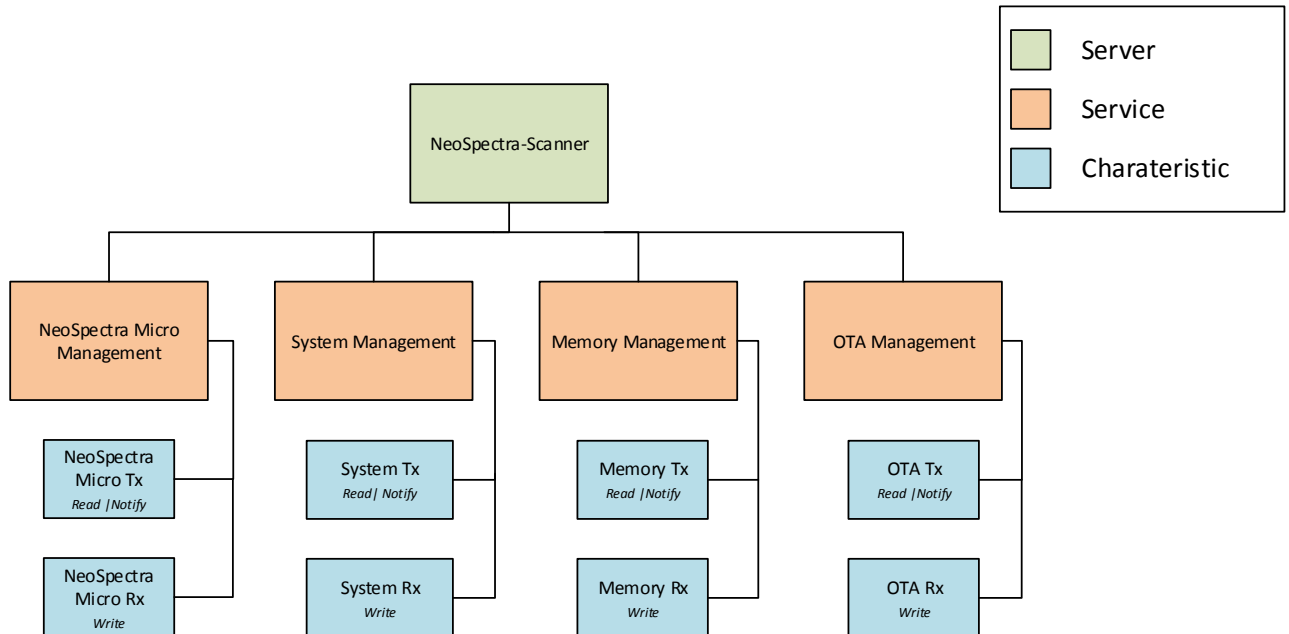 Server
Service
Charateristic
NeoSpectra-Scanner
NeoSpectra Micro
Management
System Management
Memory Management
OTA Management
NeoSpectra
Micro Tx
Read |Notify
System Tx
Read| Notify
Memory Tx
Read |Notify
OTA Tx
Read |Notify
NeoSpectra
Micro Rx
Write
System Rx
Write
Memory Rx
Write
OTA Rx
Write